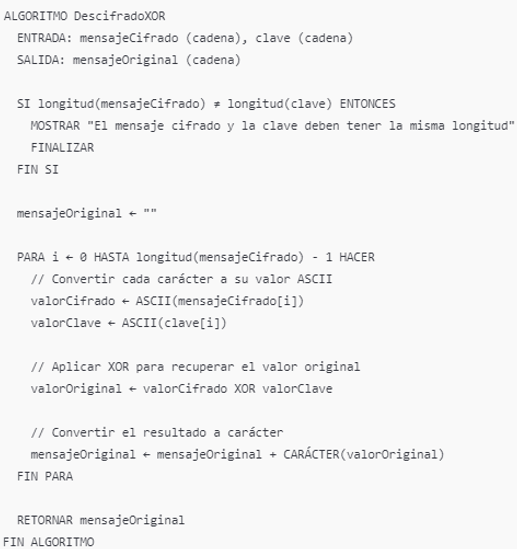 ALGORITMO DescifradoXOR
ENTRADA: mensajeCifrado (cadena), clave (cadena)
SALIDA: mensajeOriginal (cadena)
SI longitud(mensajeCifrado) ≠ longitud(clave) ENTONCES
MOSTRAR "El mensaje cifrado y la clave deben tener la misma longitud"
FINALIZAR
FIN SI
mensajeOriginal ← ""
PARA i ← 0 HASTA longitud(mensajeCifrado) - 1 HACER
// Convertir cada carácter a su valor ASCII
valorCifrado ← ASCII(mensajeCifrado[i])
valorClave ← ASCII(clave[i])
// Aplicar XOR para recuperar el valor original
valorOriginal ← valorCifrado XOR valorClave
// Convertir el resultado a carácter
mensajeOriginal ← mensajeOriginal + CARÁCTER(valorOriginal)
FIN PARA
RETORNAR mensajeOriginal
FIN ALGORITMO